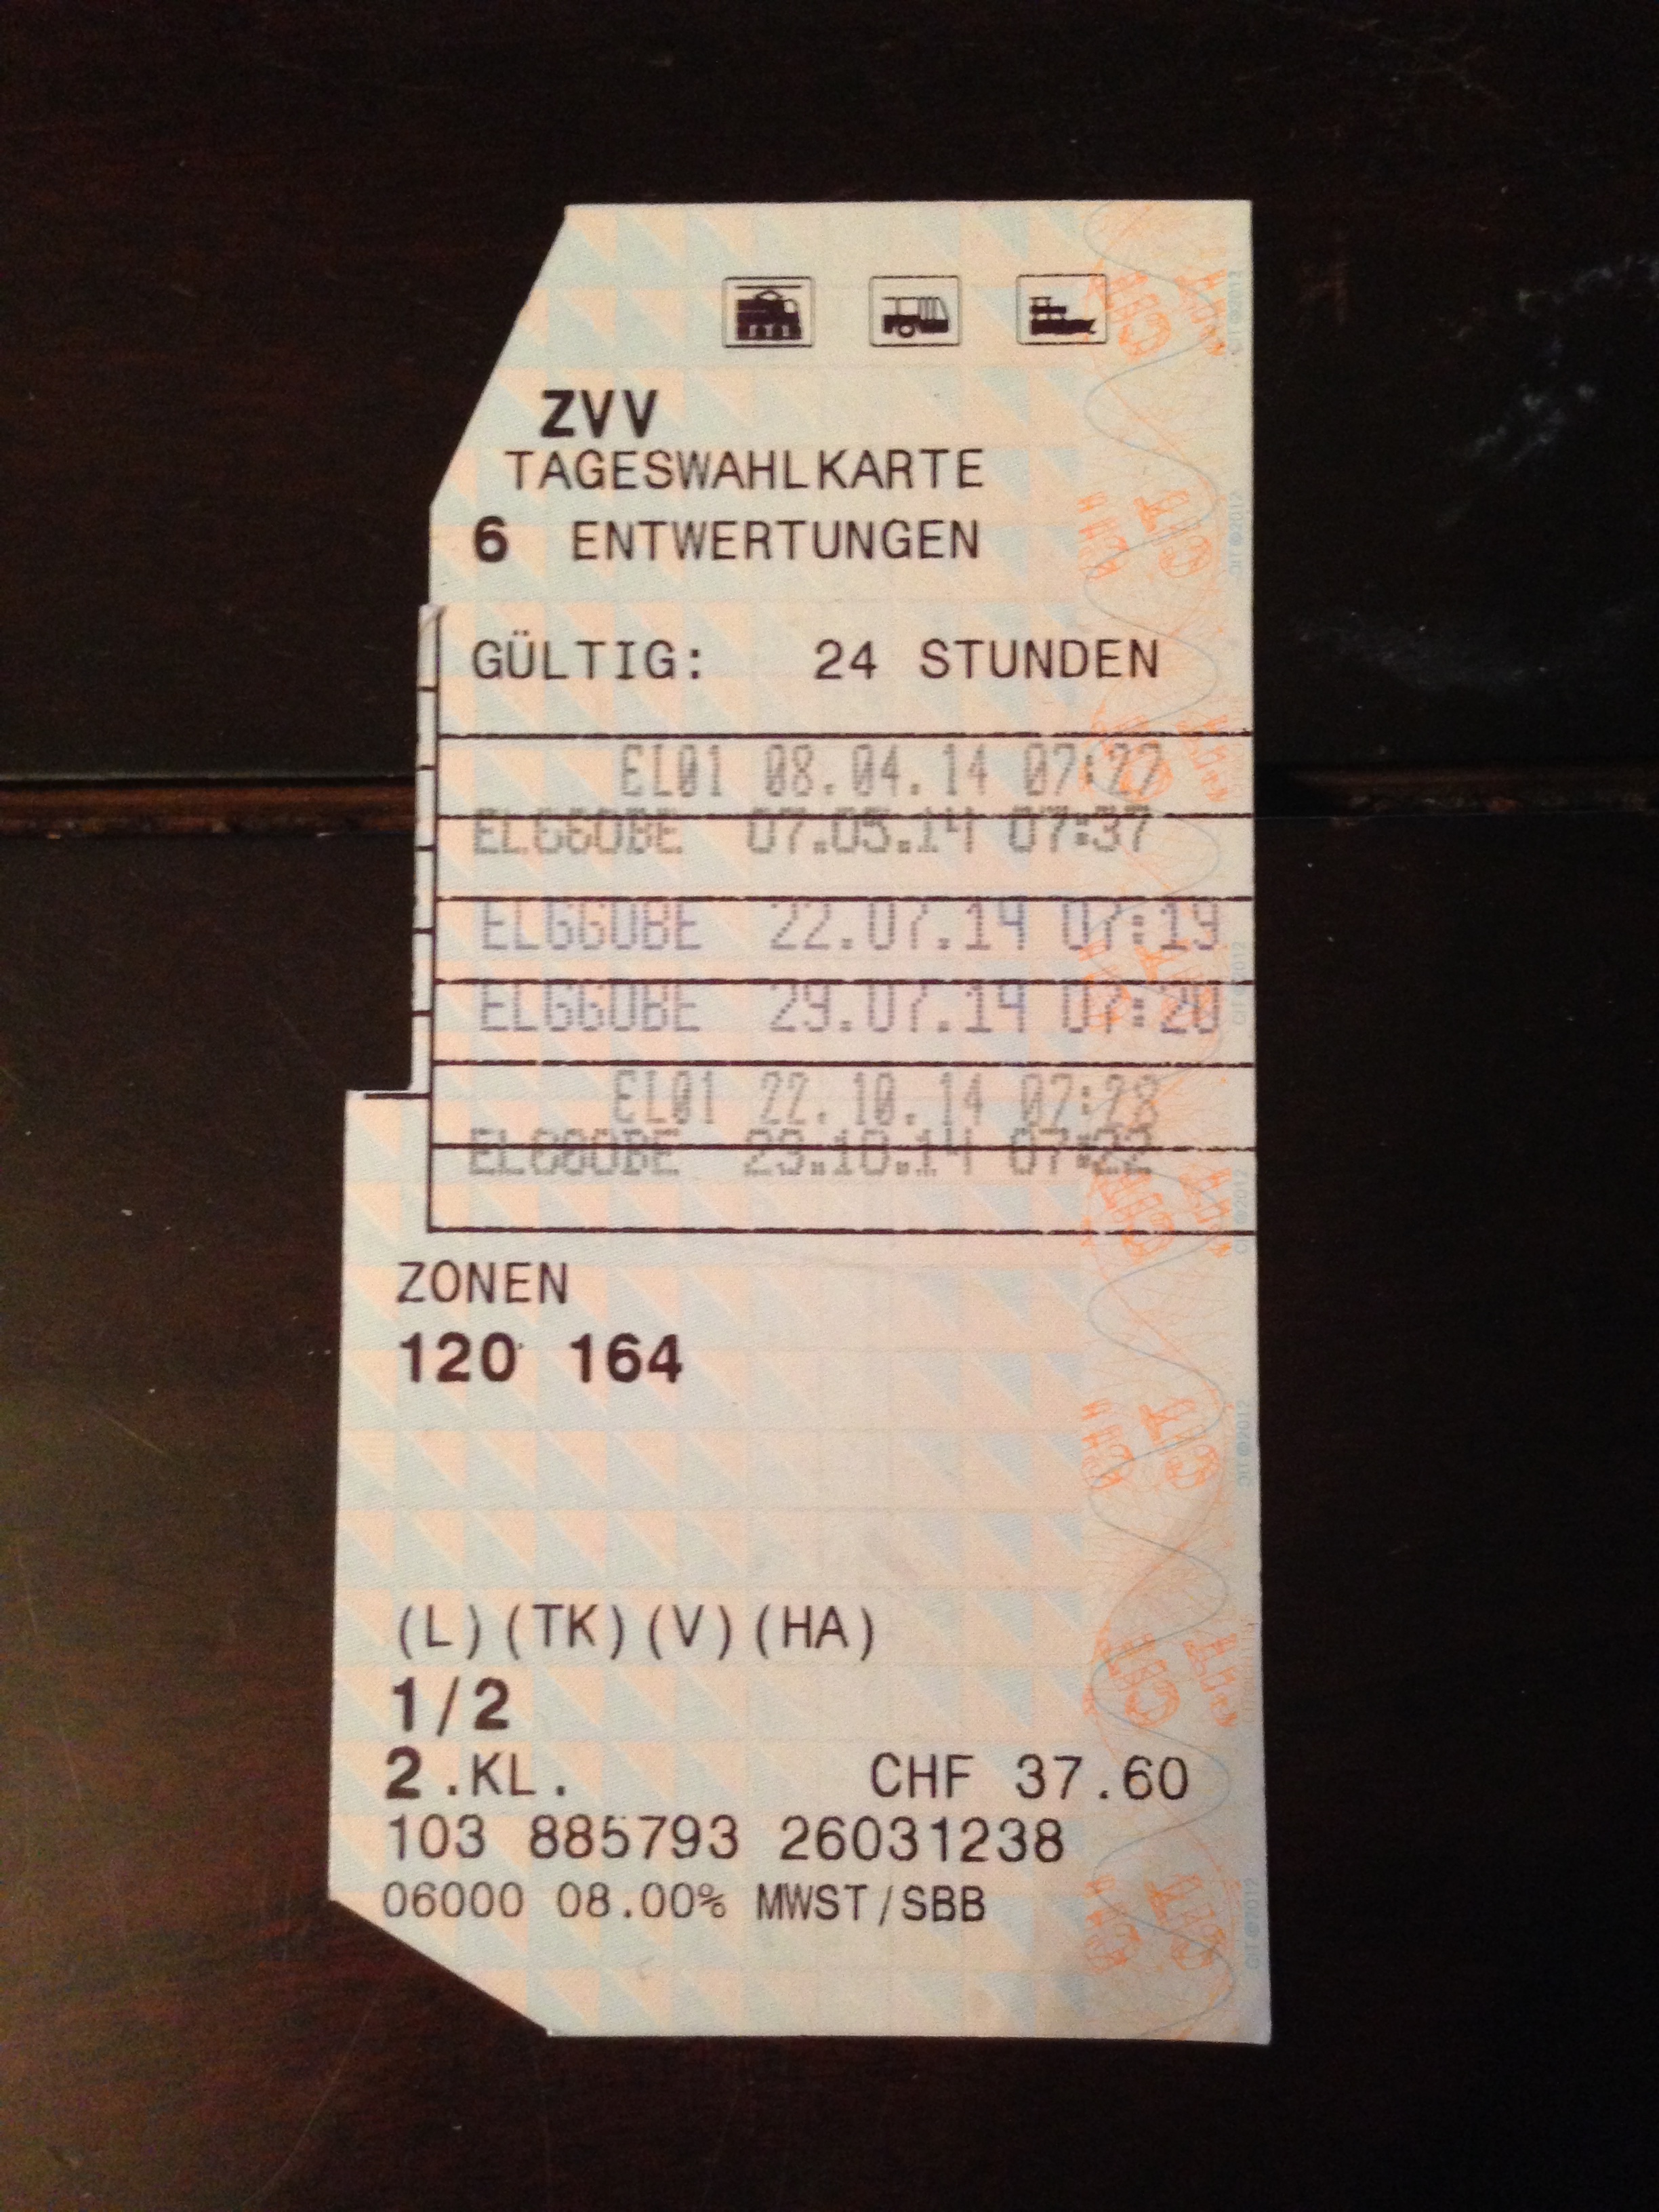 ZVV
TAGESWAHLKARTE
6 ENTWERTUNGEN
GÜLTIG: 24 STUNDEN
EL01 08.04.14 07:27
ELGGOBE 07.05.14 07:37
ELGGOBE 22.07.14 07:19
ELGGOBE 29.07.14 07:20
EL01 22.10.14 07:28
ELGGOBE 23.10.14 07:22
ZONEN
120 164
(L)(TK)(V)(HA)
1/2
2.KL. CHF 37.60
103 885793 26031238
06000 08.00% MWST/SBB